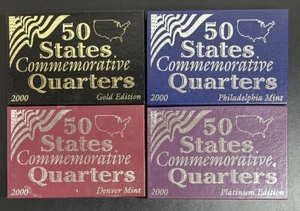 50
States
Commemorative
Quarters
2000 Gold Edition
50
States
Commemorative
Quarters
2000 Philadelphia Mint
50
States
Commemorative
Quarters
2000 Denver Mint
50
States
Commemorative
Quarters
2000 Platinum Edition